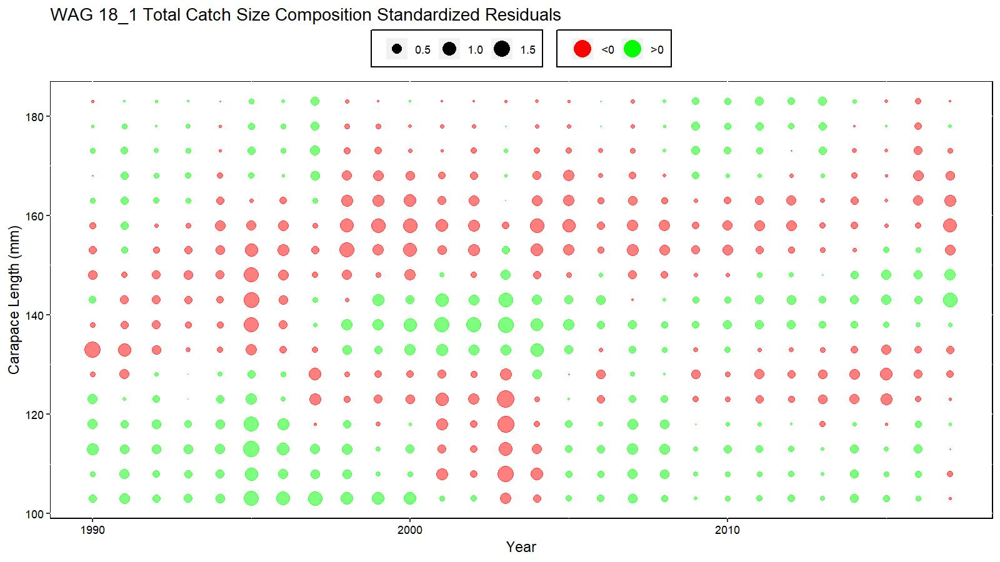 WAG 18_1 Total Catch Size Composition Standardized Residuals
0.5 1.0 1.5 <0 >0
180
160
140
120
100
Carapace Length (mm)
1990 2000 2010
Year